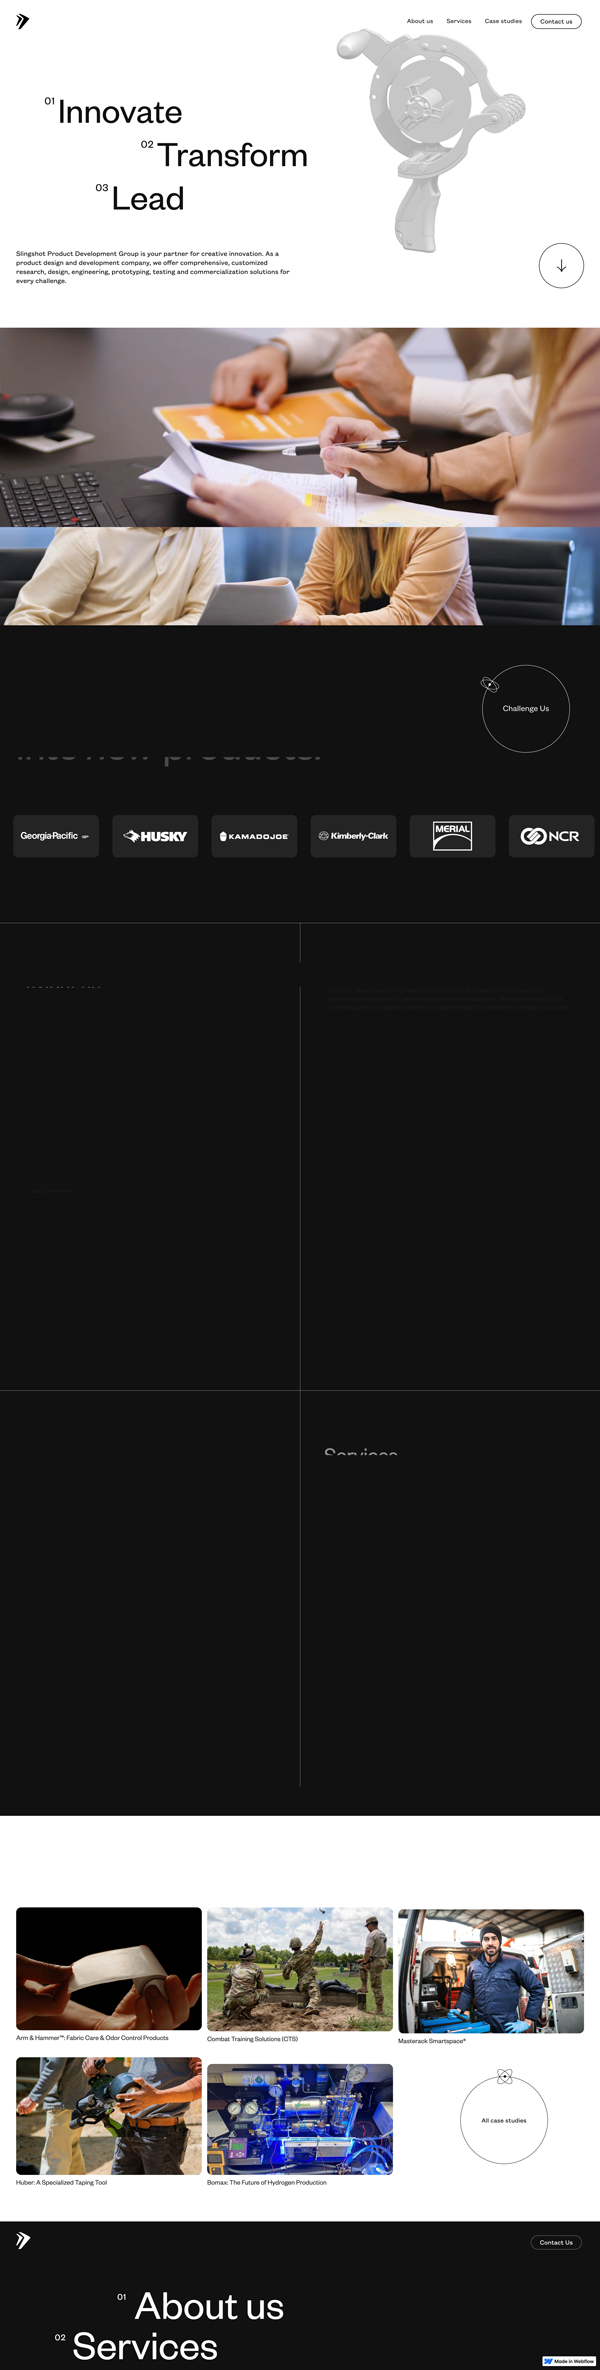 About us
Services
Case studies
Contact us
01 Innovate
02 Transform
03 Lead
Slingshot Product Development Group is your partner for creative innovation. As a
product design and development company, we offer comprehensive, customized
research, design, engineering, prototyping, testing and commercialization solutions for
every challenge.
Challenge Us
into new products.
Georgia-Pacific GP
HUSKY
KAMADOJOE
Kimberly-Clark
MERIAL
NCR
Services
Arm & Hammer™: Fabric Care & Odor Control Products
Combat Training Solutions (CTS)
Masterack Smartspace®
Huber: A Specialized Taping Tool
Bomax: The Future of Hydrogen Production
All case studies
Contact Us
01 About us
02 Services
Made in Webflow